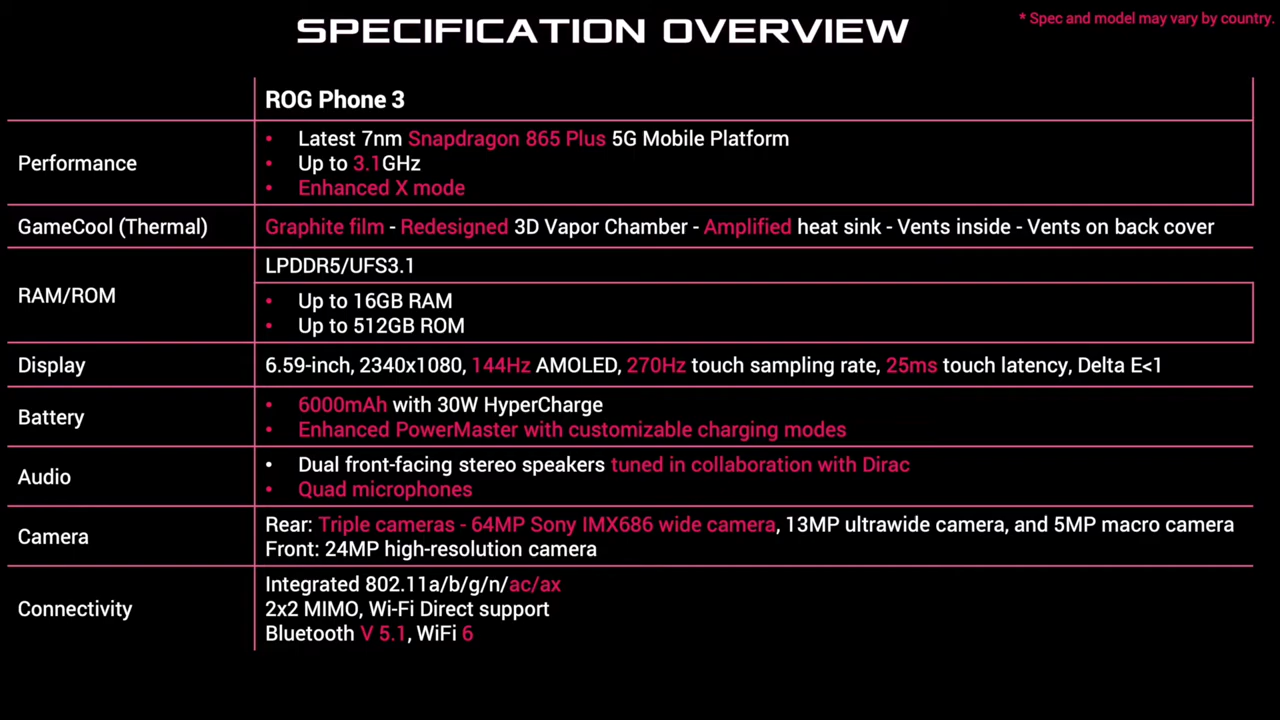 SPECIFICATION OVERVIEW
* Spec and model may vary by country.
ROG Phone 3
Performance
• Latest 7nm Snapdragon 865 Plus 5G Mobile Platform
• Up to 3.1GHz
• Enhanced X mode
GameCool (Thermal)
Graphite film - Redesigned 3D Vapor Chamber - Amplified heat sink - Vents inside - Vents on back cover
RAM/ROM
LPDDR5/UFS3.1
• Up to 16GB RAM
• Up to 512GB ROM
Display
6.59-inch, 2340x1080, 144Hz AMOLED, 270Hz touch sampling rate, 25ms touch latency, Delta E<1
Battery
• 6000mAh with 30W HyperCharge
• Enhanced PowerMaster with customizable charging modes
Audio
• Dual front-facing stereo speakers tuned in collaboration with Dirac
• Quad microphones
Camera
Rear: Triple cameras - 64MP Sony IMX686 wide camera, 13MP ultrawide camera, and 5MP macro camera
Front: 24MP high-resolution camera
Connectivity
Integrated 802.11a/b/g/n/ac/ax
2x2 MIMO, Wi-Fi Direct support
Bluetooth V 5.1, WiFi 6